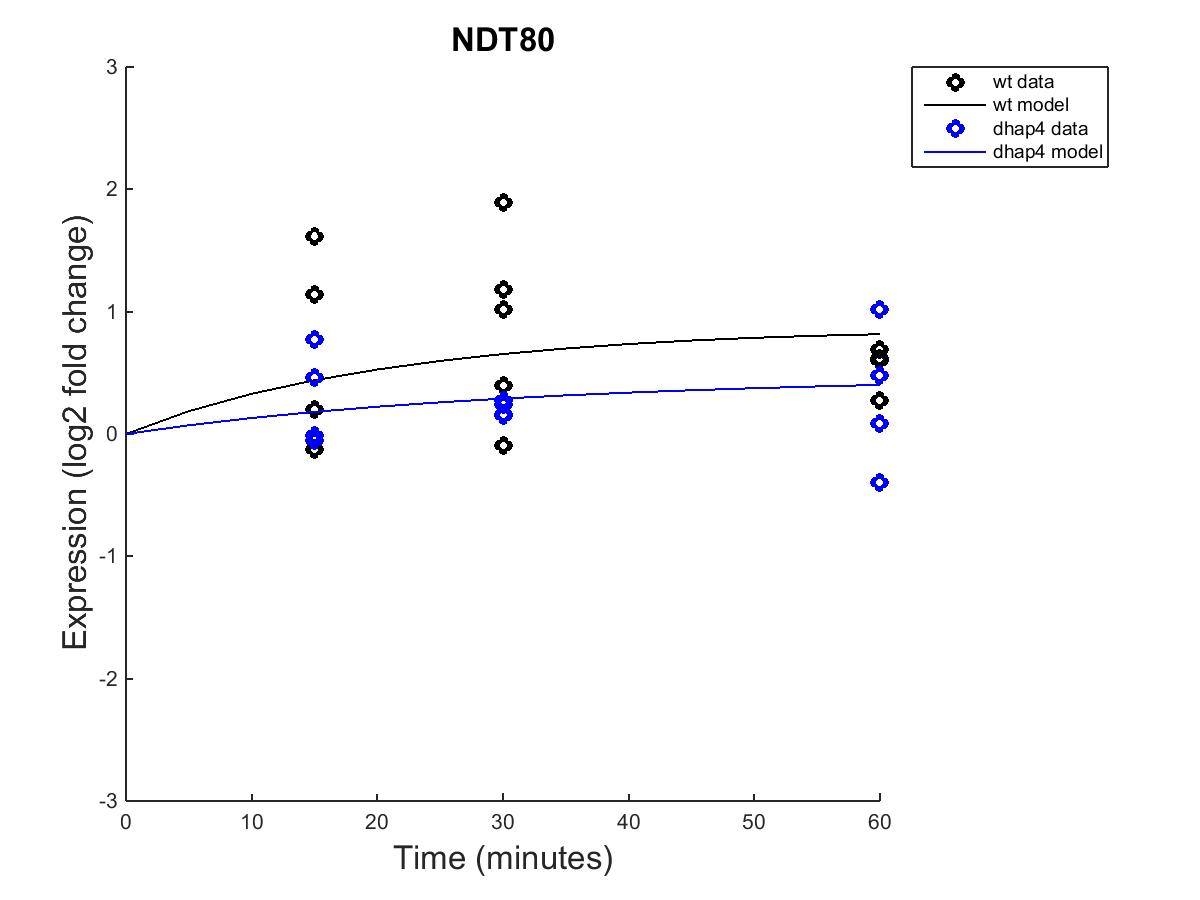 NDT80
3
2
1
0
-1
-2
-3
Expression (log2 fold change)
0 10 20 30 40 50 60
Time (minutes)
wt data
wt model
dhap4 data
dhap4 model